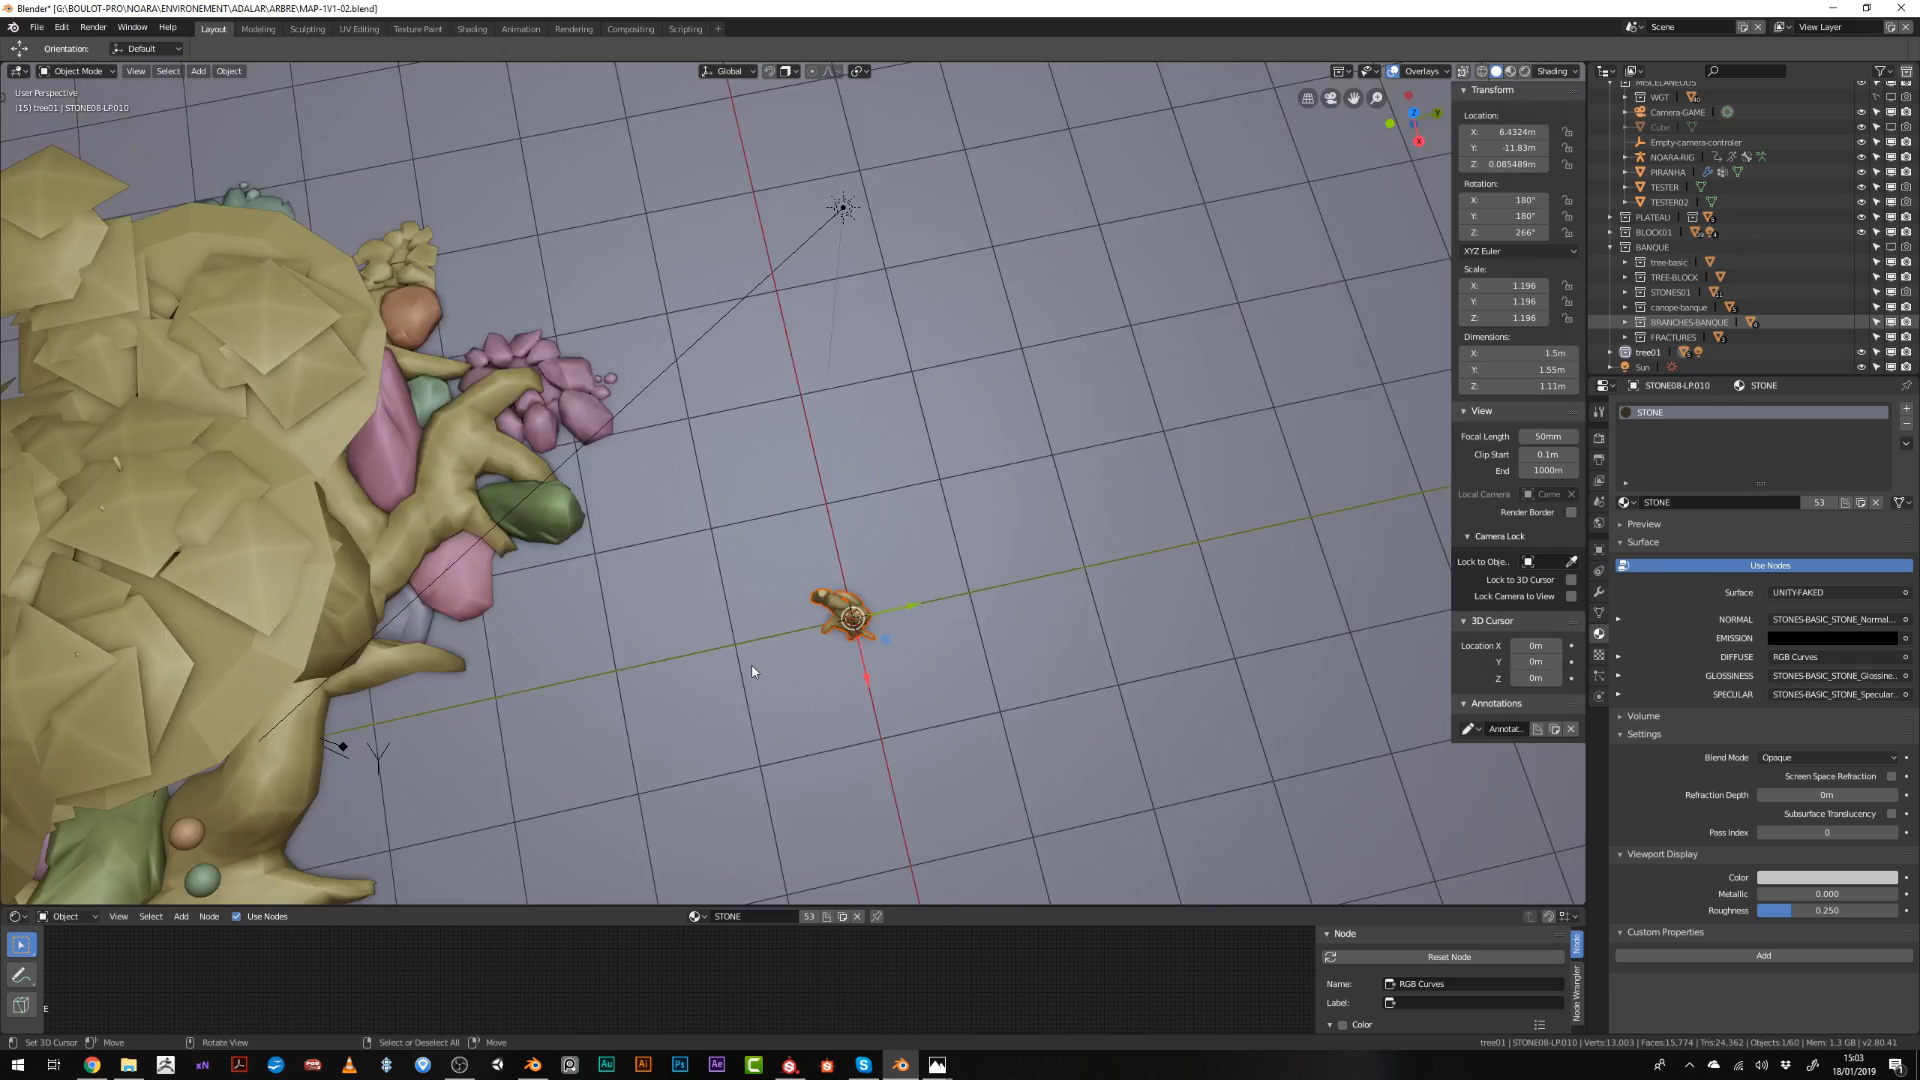 Blender* [G:\BOULOT-PRO\NOARA\ENVIRONEMENT\ADALAR\ARBRE\MAP-1V1-02.blend]
File Edit Render Window Help
Layout Modeling Sculpting UV Editing Texture Paint Shading Animation Rendering Compositing Scripting +
Scene
View Layer
Orientation: Default
Object Mode View Select Add Object
Global
Overlays
Shading
User Perspective
(15) tree01 | STONE08-LP.010
Transform
Location:
X: 6.4324m
Y: -11.83m
Z: 0.085489m
Rotation:
X: 180°
Y: 180°
Z: 266°
XYZ Euler
Scale:
X: 1.196
Y: 1.196
Z: 1.196
Dimensions:
X: 1.5m
Y: 1.55m
Z: 1.11m
View
Focal Length 50mm
Clip Start 0.1m
End 1000m
Local Camera Came
Render Border
Camera Lock
Lock to Obje..
Lock to 3D Cursor
Lock Camera to View
3D Cursor
Location X 0m
Y 0m
Z 0m
Annotations
Annotat..
MISCELANEOUS
WGT
Camera-GAME
Cube
Empty-camera-controler
NOARA-RIG
PIRANHA
TESTER
TESTER02
PLATEAU
BLOCK01
BANQUE
tree-basic
TREE-BLOCK
STONES01
canope-banque
BRANCHES-BANQUE
FRACTURES
tree01
Sun
STONE08-LP.010 STONE
STONE
STONE 53
Preview
Surface
Use Nodes
Surface UNITY-FAKED
NORMAL STONES-BASIC_STONE_Normal...
EMISSION
DIFFUSE RGB Curves
GLOSSINESS STONES-BASIC_STONE_Glossine..
SPECULAR STONES-BASIC_STONE_Specular..
Volume
Settings
Blend Mode Opaque
Screen Space Refraction
Refraction Depth 0m
Subsurface Translucency
Pass Index 0
Viewport Display
Color
Metallic 0.000
Roughness 0.250
Custom Properties
Add
Object View Select Add Node Use Nodes
STONE 53
Node
Reset Node
Name: RGB Curves
Label:
Color
Node
Node Wrangler
E
Set 3D Cursor Move Rotate View Select or Deselect All Move
tree01 | STONE08-LP.010 | Verts:13,003 | Faces:15,774 | Tris:24,362 | Objects:1/60 | Mem: 1.3 GB | v2.80.41
15:03
18/01/2019